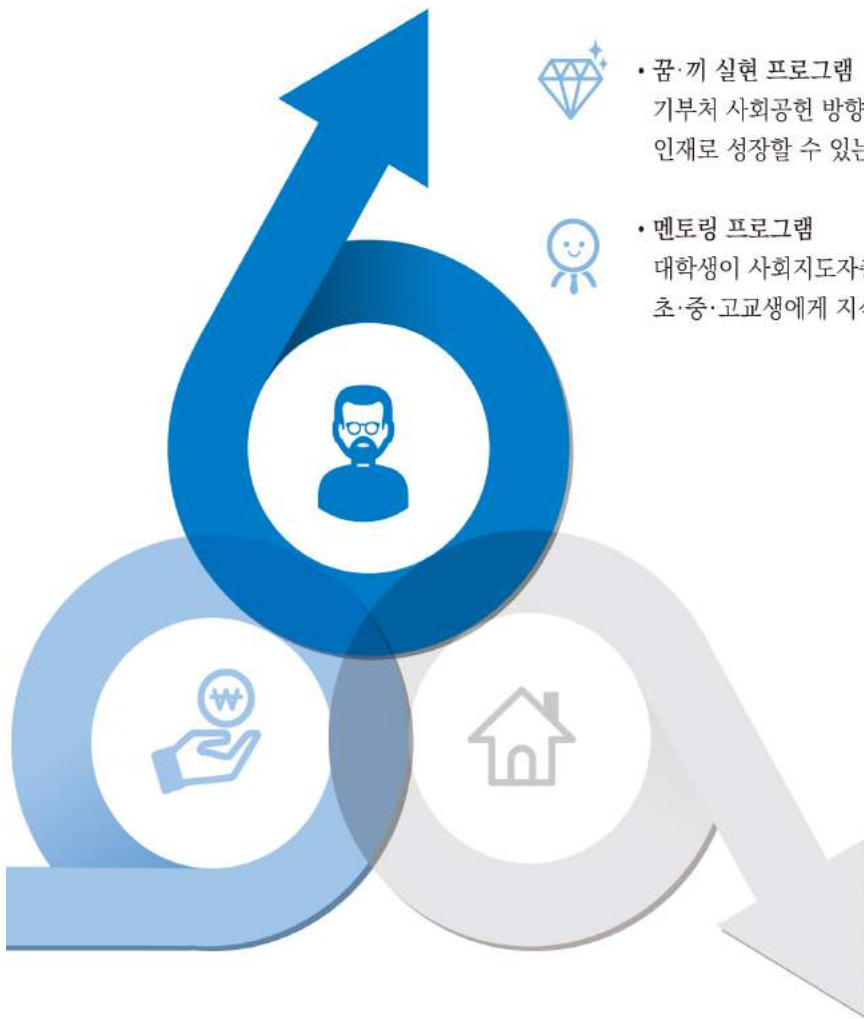 • 꿈·끼 실현 프로그램
기부처 사회공헌 방향
인재로 성장할 수 있는
• 멘토링 프로그램
대학생이 사회지도자
초·중·고교생에게
₩